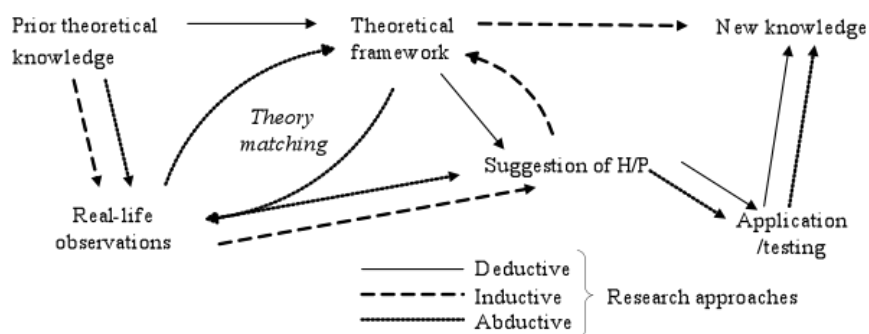 Prior theoretical
knowledge
Theoretical
framework
New knowledge
Theory
matching
Suggestion of H/P
Real-life
observations
Application
/testing
Deductive
Inductive
Abductive
Research approaches